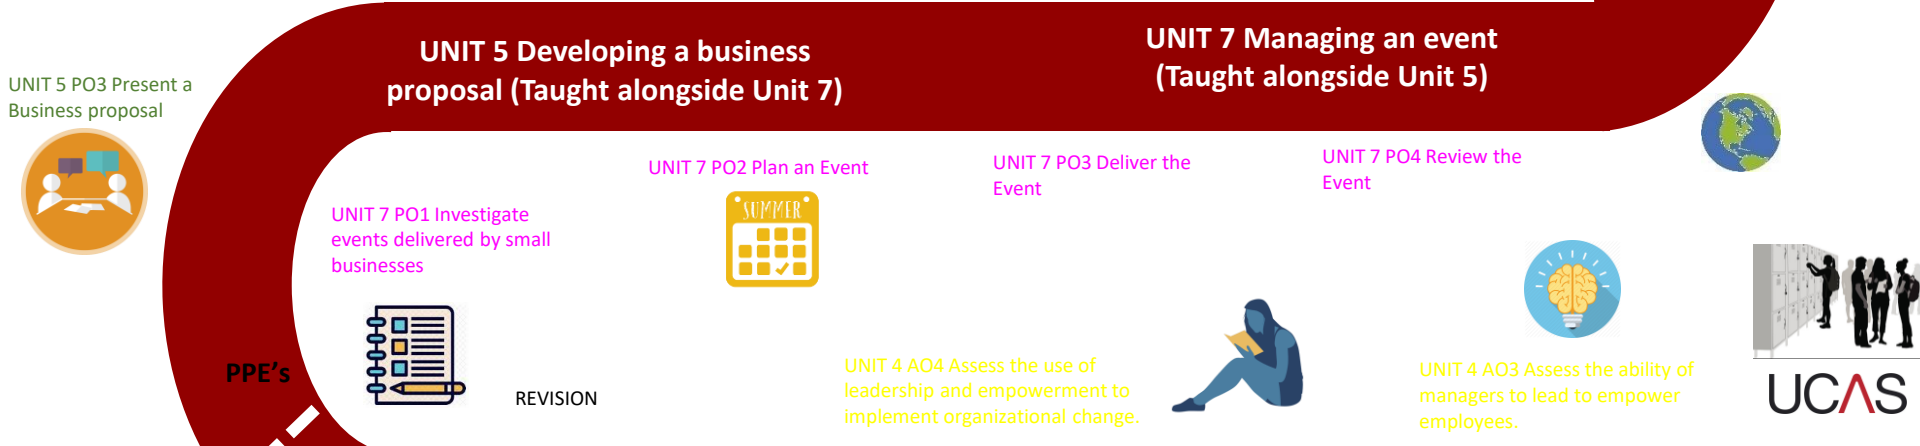 UNIT 5 Developing a business
proposal (Taught alongside Unit 7)
UNIT 7 Managing an event
(Taught alongside Unit 5)
UNIT 5 PO3 Present a
Business proposal
UNIT 7 PO1 Investigate
events delivered by small
businesses
UNIT 7 PO2 Plan an Event
SUMMER
UNIT 7 PO3 Deliver the
Event
UNIT 7 PO4 Review the
Event
PPE’s
REVISION
UNIT 4 AO4 Assess the use of
leadership and empowerment to
implement organizational change.
UNIT 4 AO3 Assess the ability of
managers to lead to empower
employees.
UCAS